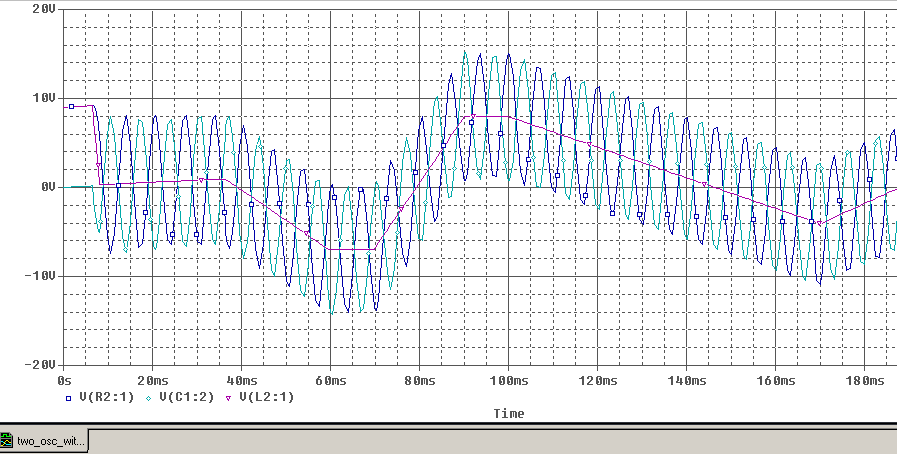 20V
10V
0V
-10V
-20V
0s 20ms 40ms 60ms 80ms 100ms 120ms 140ms 160ms 180ms
V(R2:1) V(C1:2) V(L2:1)
Time
two_osc_wit...